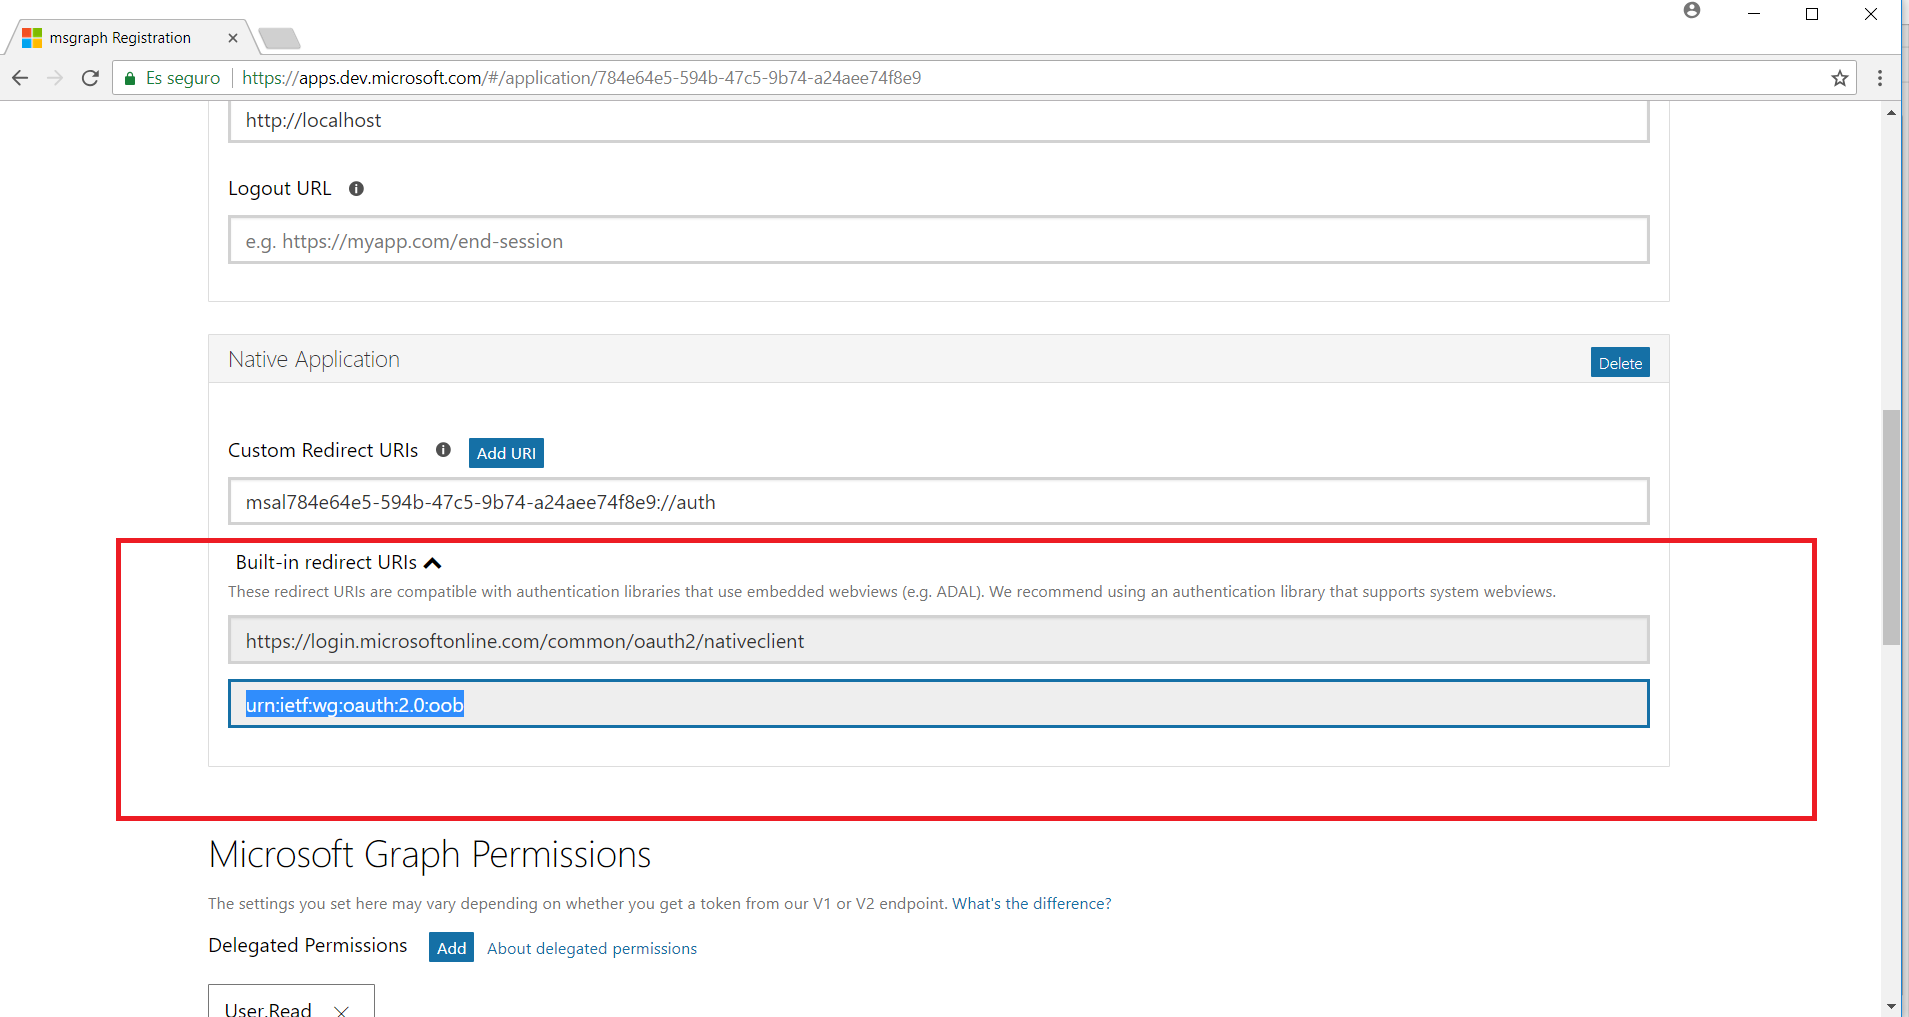 msgraph Registration
Es seguro
https://apps.dev.microsoft.com/#/application/784e64e5-594b-47c5-9b74-a24aee74f8e9
http://localhost
Logout URL
e.g. https://myapp.com/end-session
Native Application
Delete
Custom Redirect URIs
Add URI
msal784e64e5-594b-47c5-9b74-a24aee74f8e9://auth
Built-in redirect URIs
These redirect URIs are compatible with authentication libraries that use embedded webviews (e.g. ADAL). We recommend using an authentication library that supports system webviews.
https://login.microsoftonline.com/common/oauth2/nativeclient
urn:ietf:wg:oauth:2.0:oob
Microsoft Graph Permissions
The settings you set here may vary depending on whether you get a token from our V1 or V2 endpoint. What's the difference?
Delegated Permissions
Add
About delegated permissions
User.Read